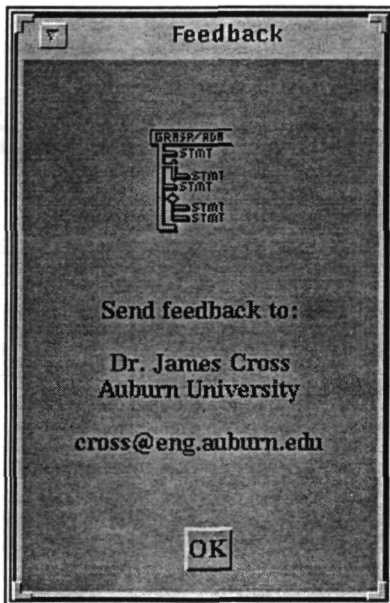 Feedback
GRASP/ADA
STMT
STMT
STMT
STMT
STMT
Send feedback to:
Dr. James Cross
Auburn University
cross@eng.auburn.edu
OK